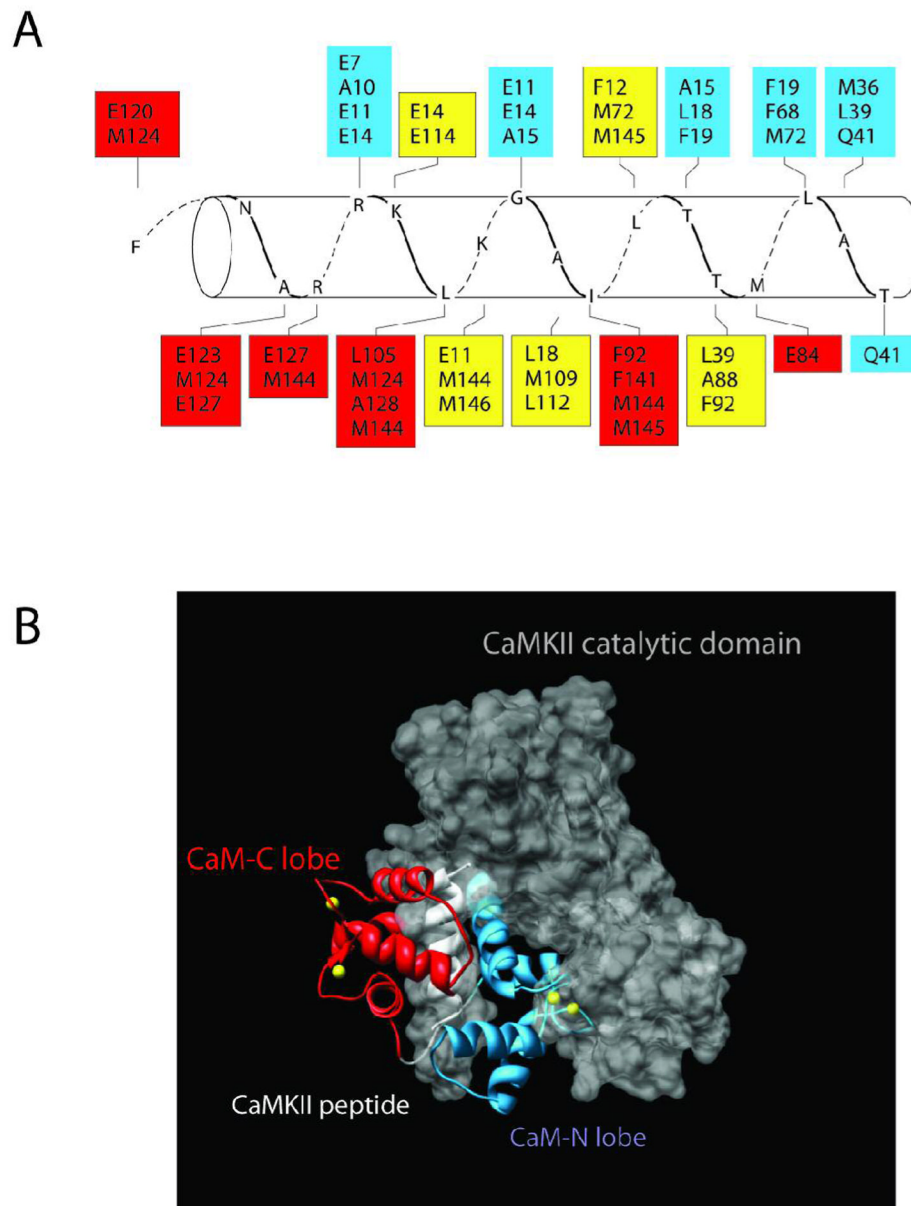 A
E120
M124
E7
A10
E11
E14
E14
E114
E11
E14
A15
F12
M72
M145
A15
L18
F19
F19
F68
M72
M36
L39
Q41
F
N
A
R
R
K
L
K
G
A
I
L
T
T
M
L
A
T
E123
M124
E127
E127
M144
L105
M124
A128
M144
E11
M144
M146
L18
M109
L112
F92
F141
M144
M145
L39
A88
F92
E84
Q41
B
CaMKII catalytic domain
CaM-C lobe
CaMKII peptide
CaM-N lobe